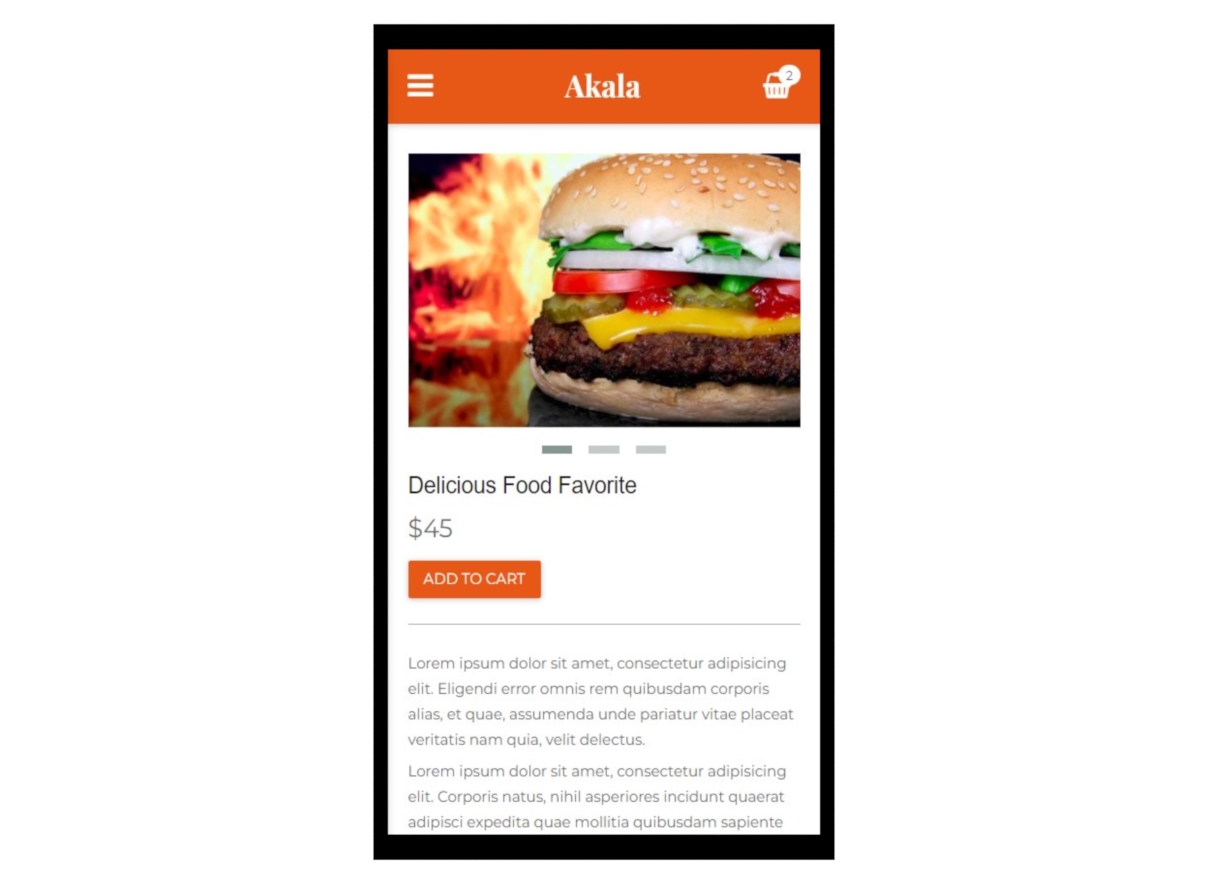 Akala
2
Delicious Food Favorite
$45
ADD TO CART
Lorem ipsum dolor sit amet, consectetur adipisicing
elit. Eligendi error omnis rem quibusdam corporis
alias, et quae, assumenda unde pariatur vitae placeat
veritatis nam quia, velit delectus.
Lorem ipsum dolor sit amet, consectetur adipisicing
elit. Corporis natus, nihil asperiores incidunt quaerat
adipisci expedita quae mollitia quibusdam sapiente